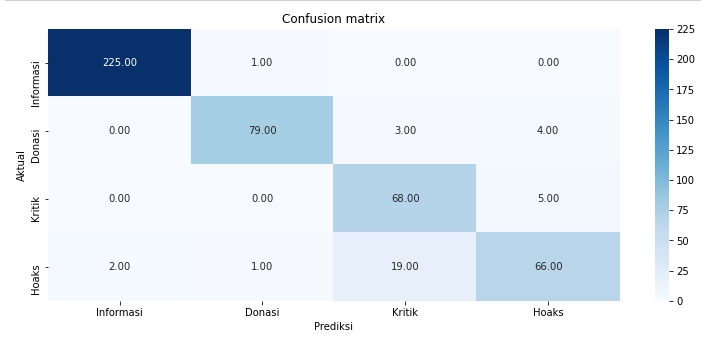 Confusion matrix
Aktual
Informasi 225.00 1.00 0.00 0.00
Donasi 0.00 79.00 3.00 4.00
Kritik 0.00 0.00 68.00 5.00
Hoaks 2.00 1.00 19.00 66.00
Informasi Donasi Kritik Hoaks
Prediksi
225
200
175
150
125
100
75
50
25
0